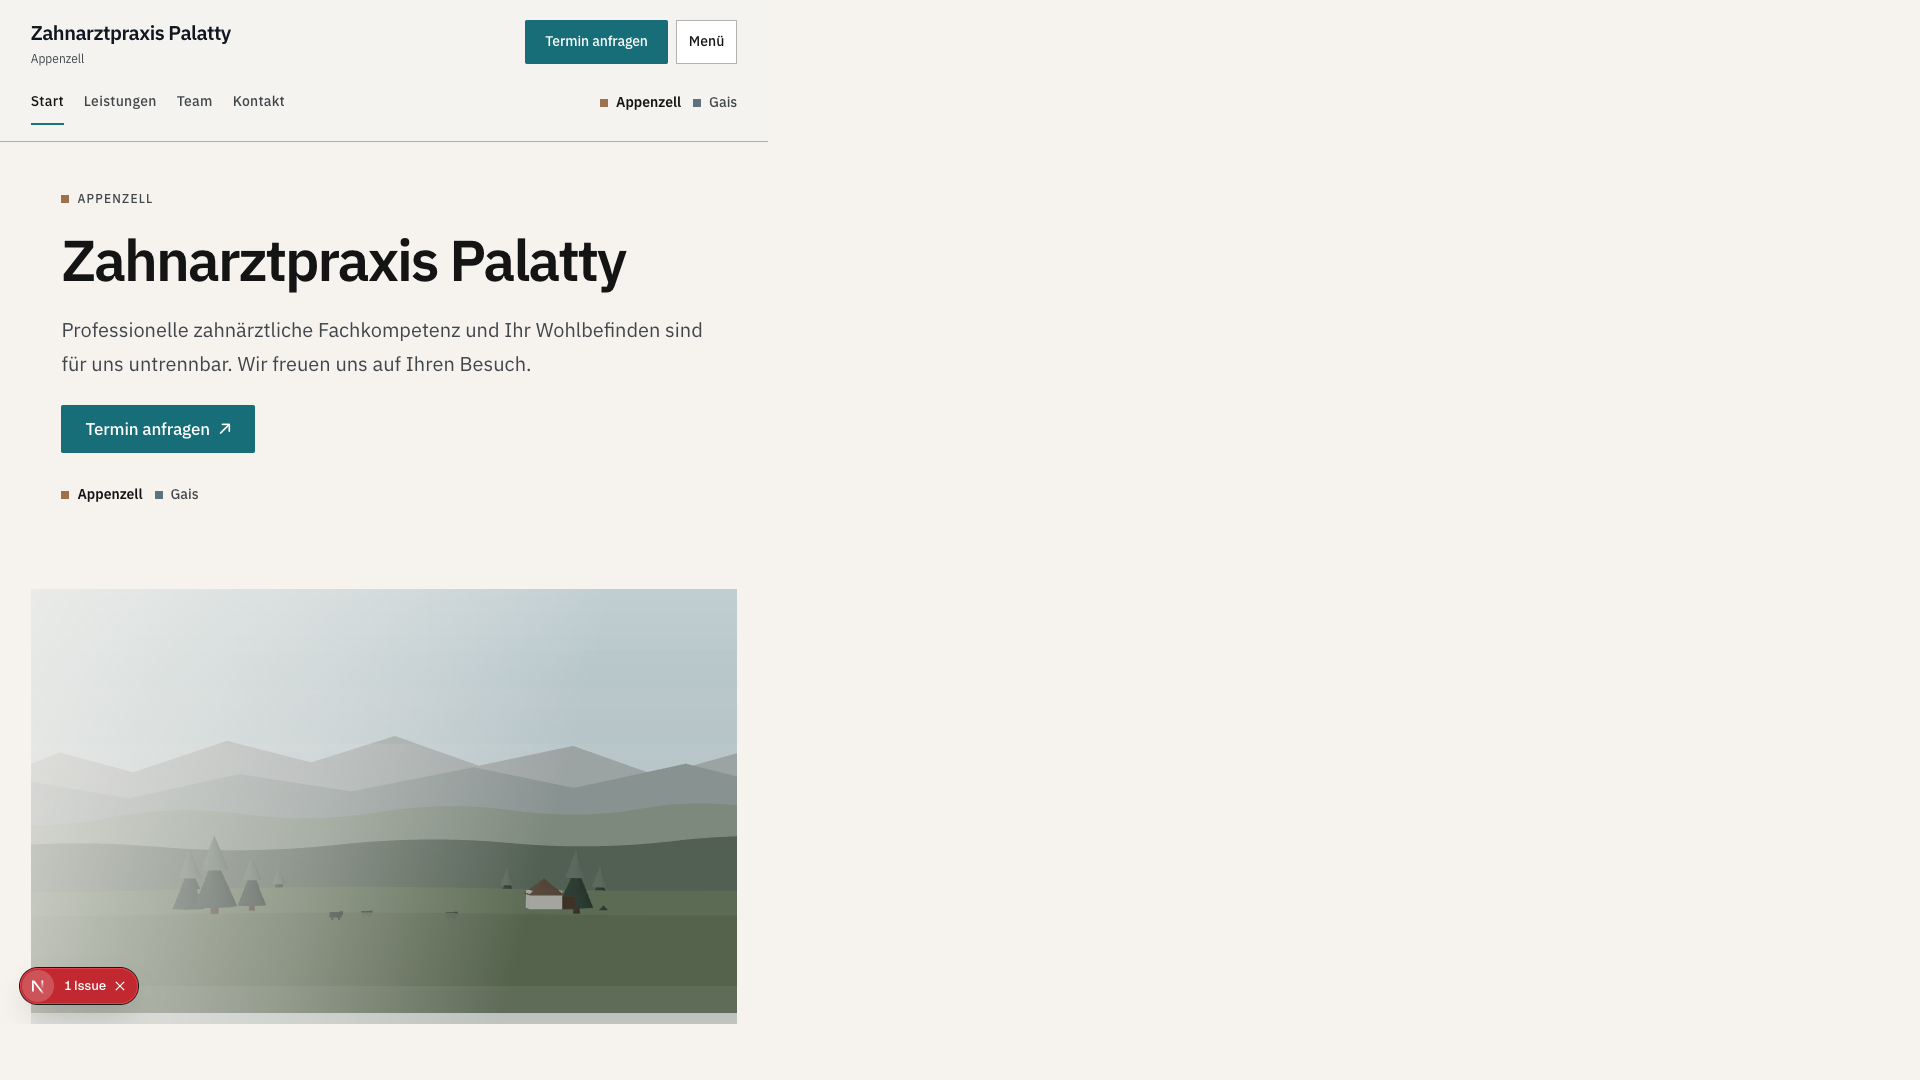 Zahnarztpraxis Palatty
Appenzell
Termin anfragen
Menü
Start
Leistungen
Team
Kontakt
Appenzell
Gais
APPENZELL
Zahnarztpraxis Palatty
Professionelle zahnärztliche Fachkompetenz und Ihr Wohlbefinden sind
für uns untrennbar. Wir freuen uns auf Ihren Besuch.
Termin anfragen
Appenzell
Gais
N
1 Issue